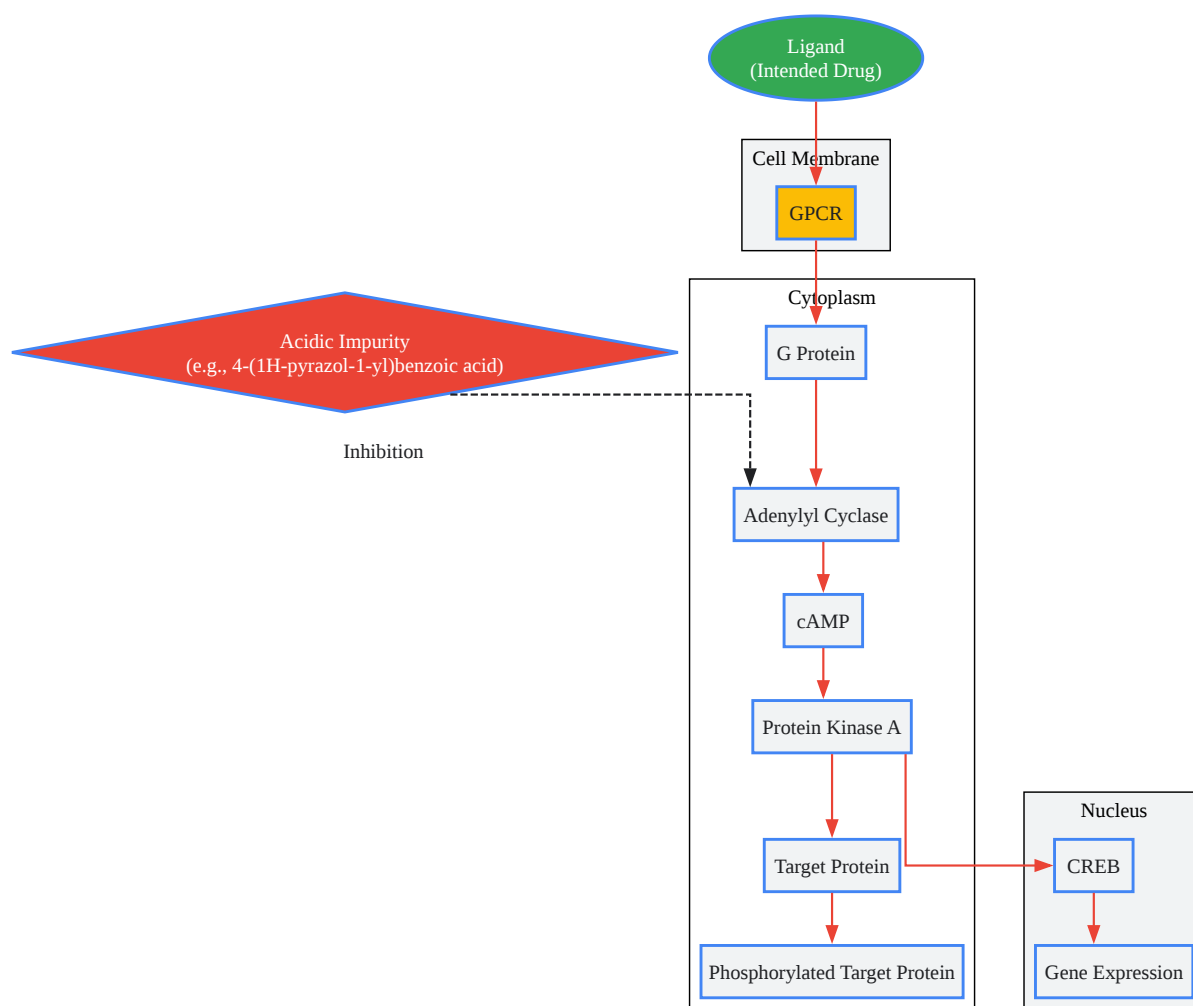 Ligand
(Intended Drug)
Cell Membrane
GPCR
Cytoplasm
G Protein
Acidic Impurity
(e.g., 4-(1H-pyrazol-1-yl)benzoic acid)
Inhibition
Adenylyl Cyclase
cAMP
Protein Kinase A
Nucleus
Target Protein
CREB
Phosphorylated Target Protein
Gene Expression